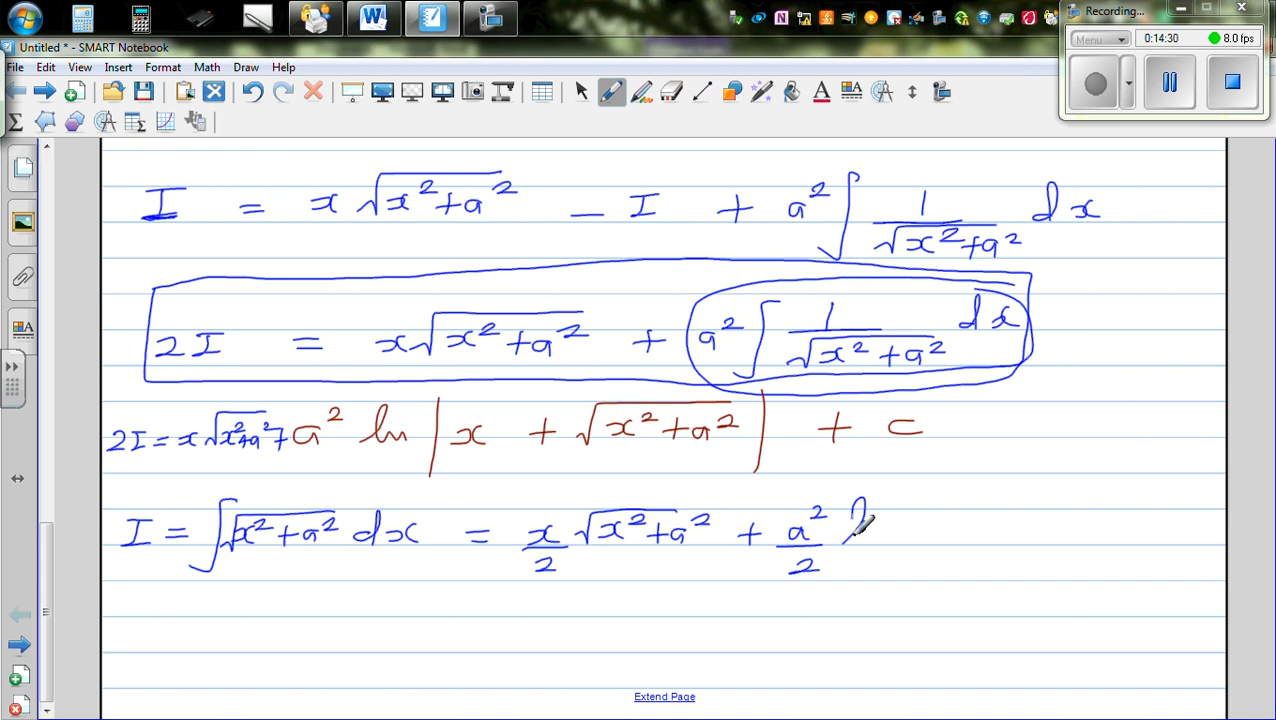 Recording...
Untitled * - SMART Notebook
Menu
0:14:30
8.0 fps
File Edit View Insert Format Math Draw Help
I = x √(x² + a²) − I + a² ∫ 1/√(x² + a²) dx
2I = x √(x² + a²) + a² ∫ 1/√(x² + a²) dx
2I = x √(x² + a²) + a² ln | x + √(x² + a²) | + c
I = ∫ √(x² + a²) dx = x/2 √(x² + a²) + a²/2 l
Extend Page